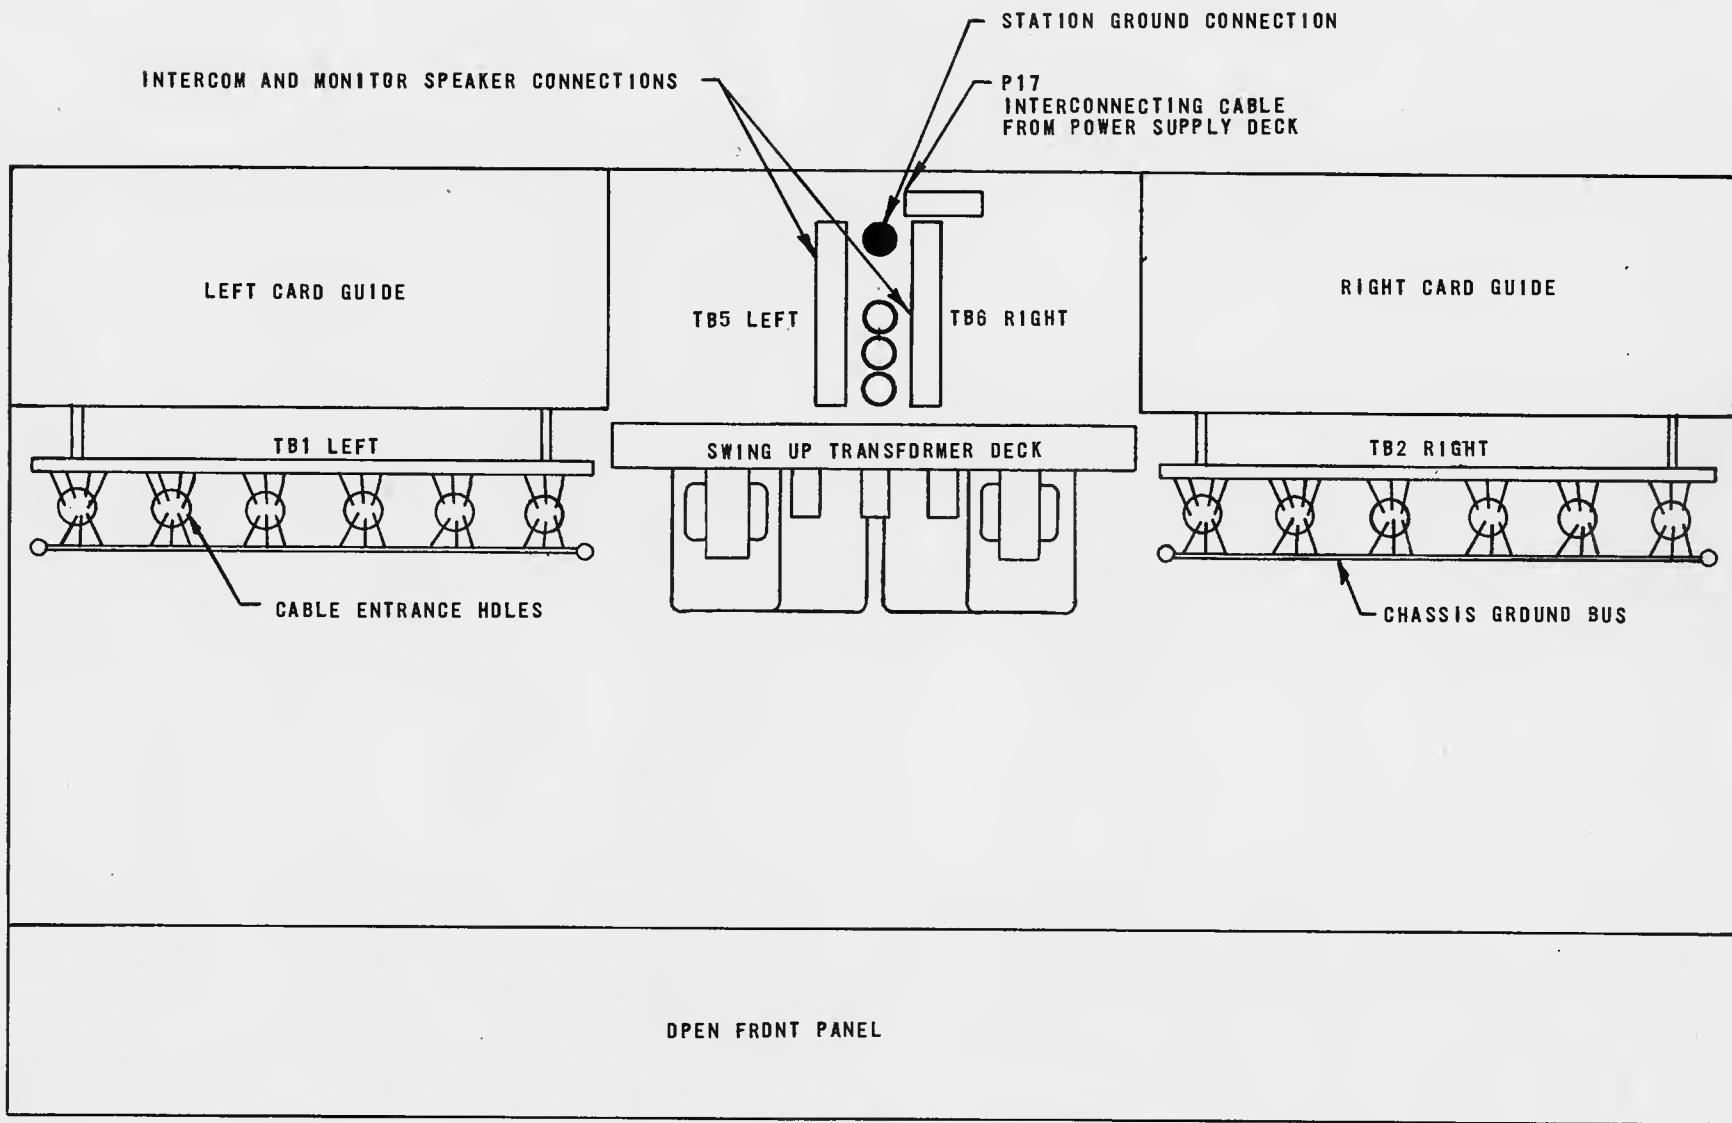 STATION GROUND CONNECTION
INTERCOM AND MONITOR SPEAKER CONNECTIONS
P17
INTERCONNECTING CABLE
FROM POWER SUPPLY DECK
LEFT CARD GUIDE
RIGHT CARD GUIDE
TB5 LEFT
TB6 RIGHT
TB1 LEFT
SWING UP TRANSFORMER DECK
TB2 RIGHT
CABLE ENTRANCE HOLES
CHASSIS GROUND BUS
OPEN FRONT PANEL